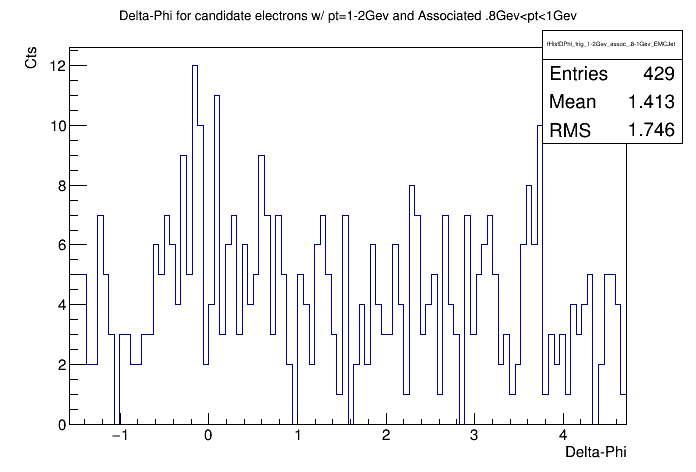 Delta-Phi for candidate electrons w/ pt=1-2Gev and Associated .8Gev<pt<1Gev
fHistDPhi_trig_1-2Gev_assoc_.8-1Gev_EMCJet
Entries 429
Mean 1.413
RMS 1.746
Cts
12
10
8
6
4
2
0
−1 0 1 2 3 4
Delta-Phi